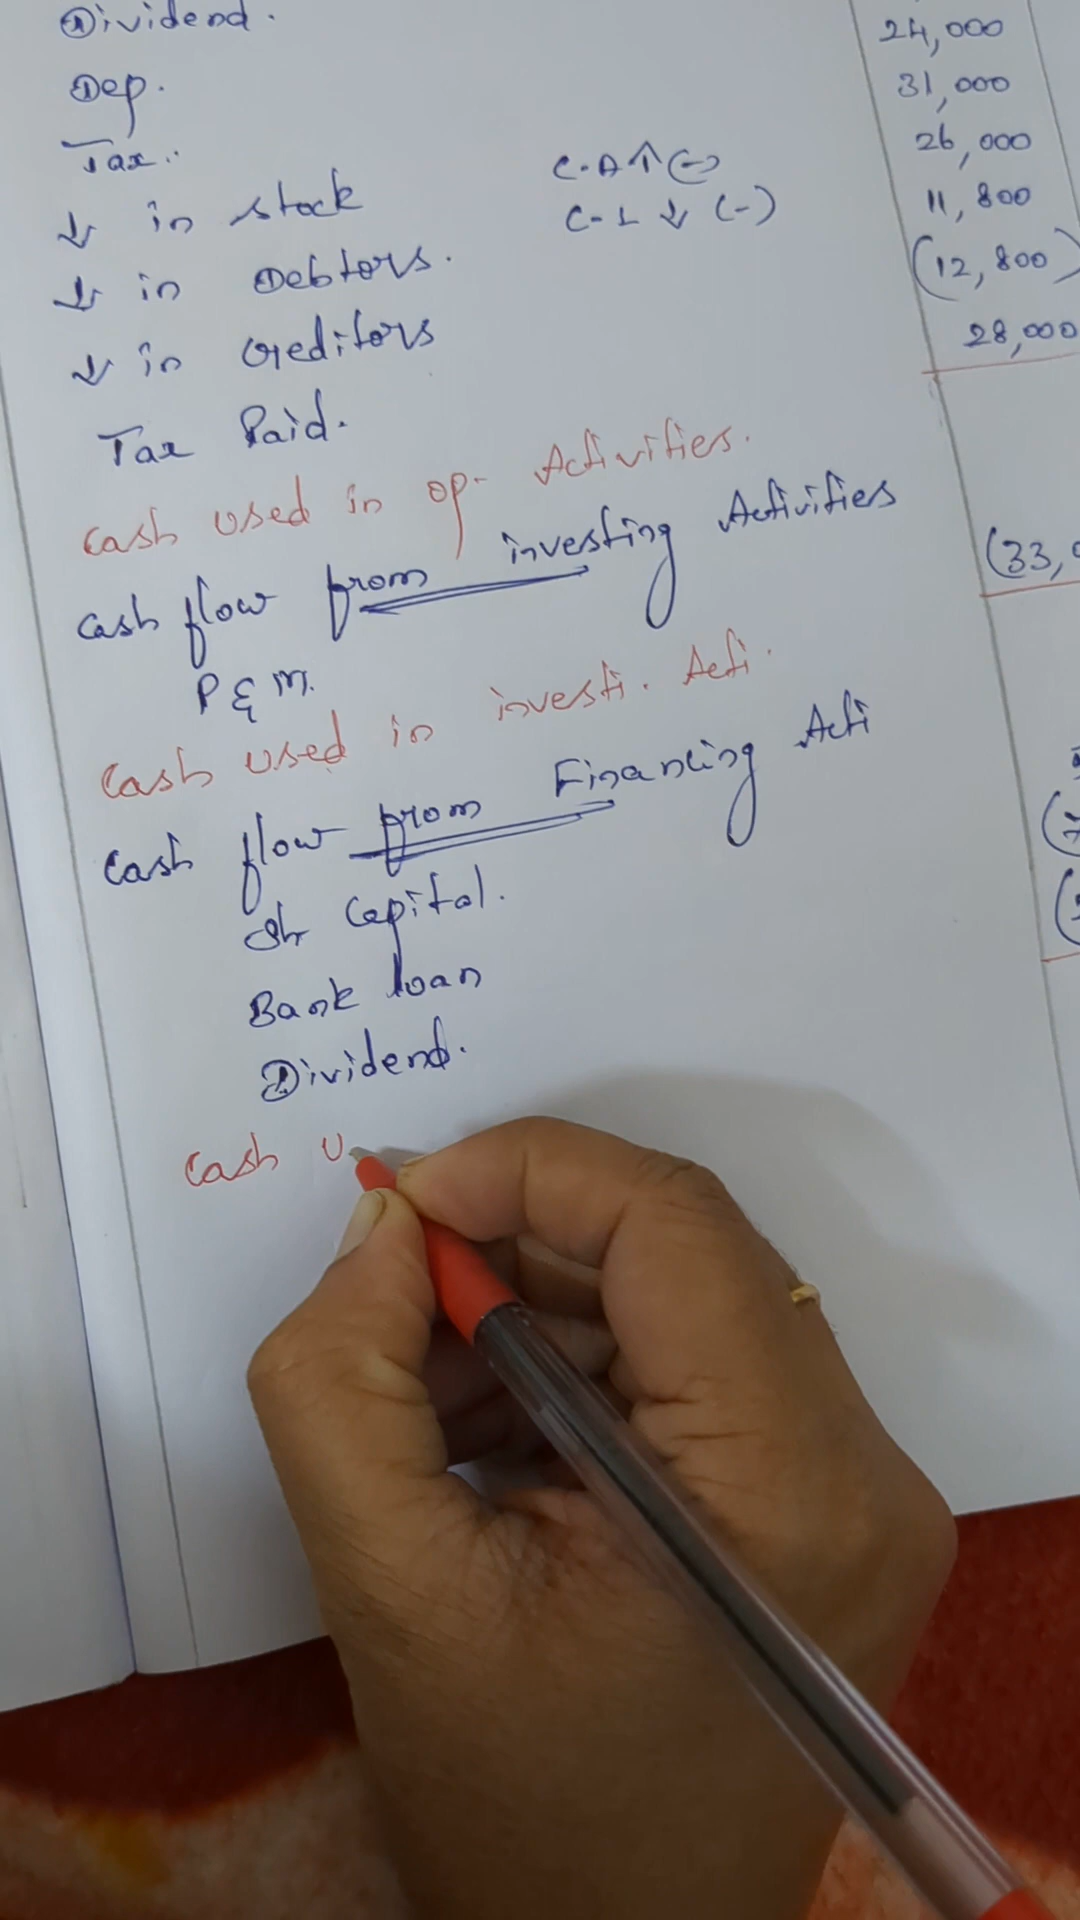 Dividend.
24,000
Dep.
31,000
Tax.
26,000
↓ in stock
C.A ↑ (-)
11,800
↓ in Debtors.
C-L ↓ (-)
(12,800)
↓ in creditors
28,000
Tax Paid.
Cash used in op- Activities.
Cash flow from investing Activities
(33,
P & M.
Cash used in investi. Acti.
Cash flow from Financing Acti
Sh Capital.
Bank loan
Dividend.
Cash U